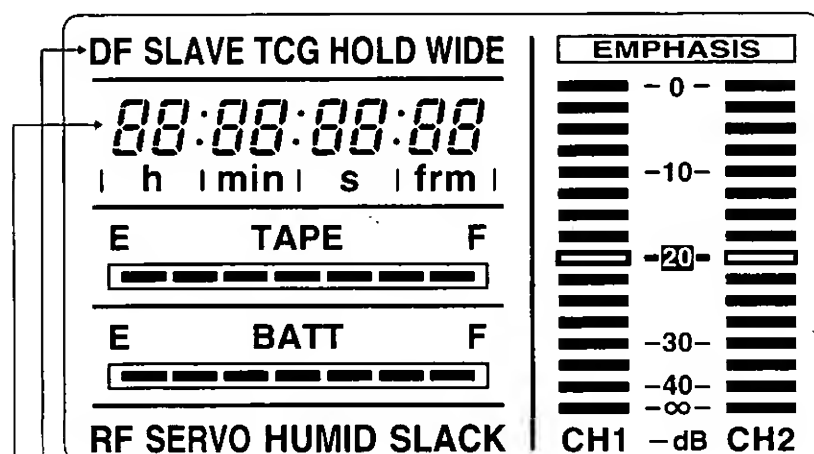 DF SLAVE TCG HOLD WIDE
88:88:88:88
h min s frm
E TAPE F
E BATT F
RF SERVO HUMID SLACK
EMPHASIS
-0-
-10-
-20-
-30-
-40-
-∞-
CH1 -dB CH2